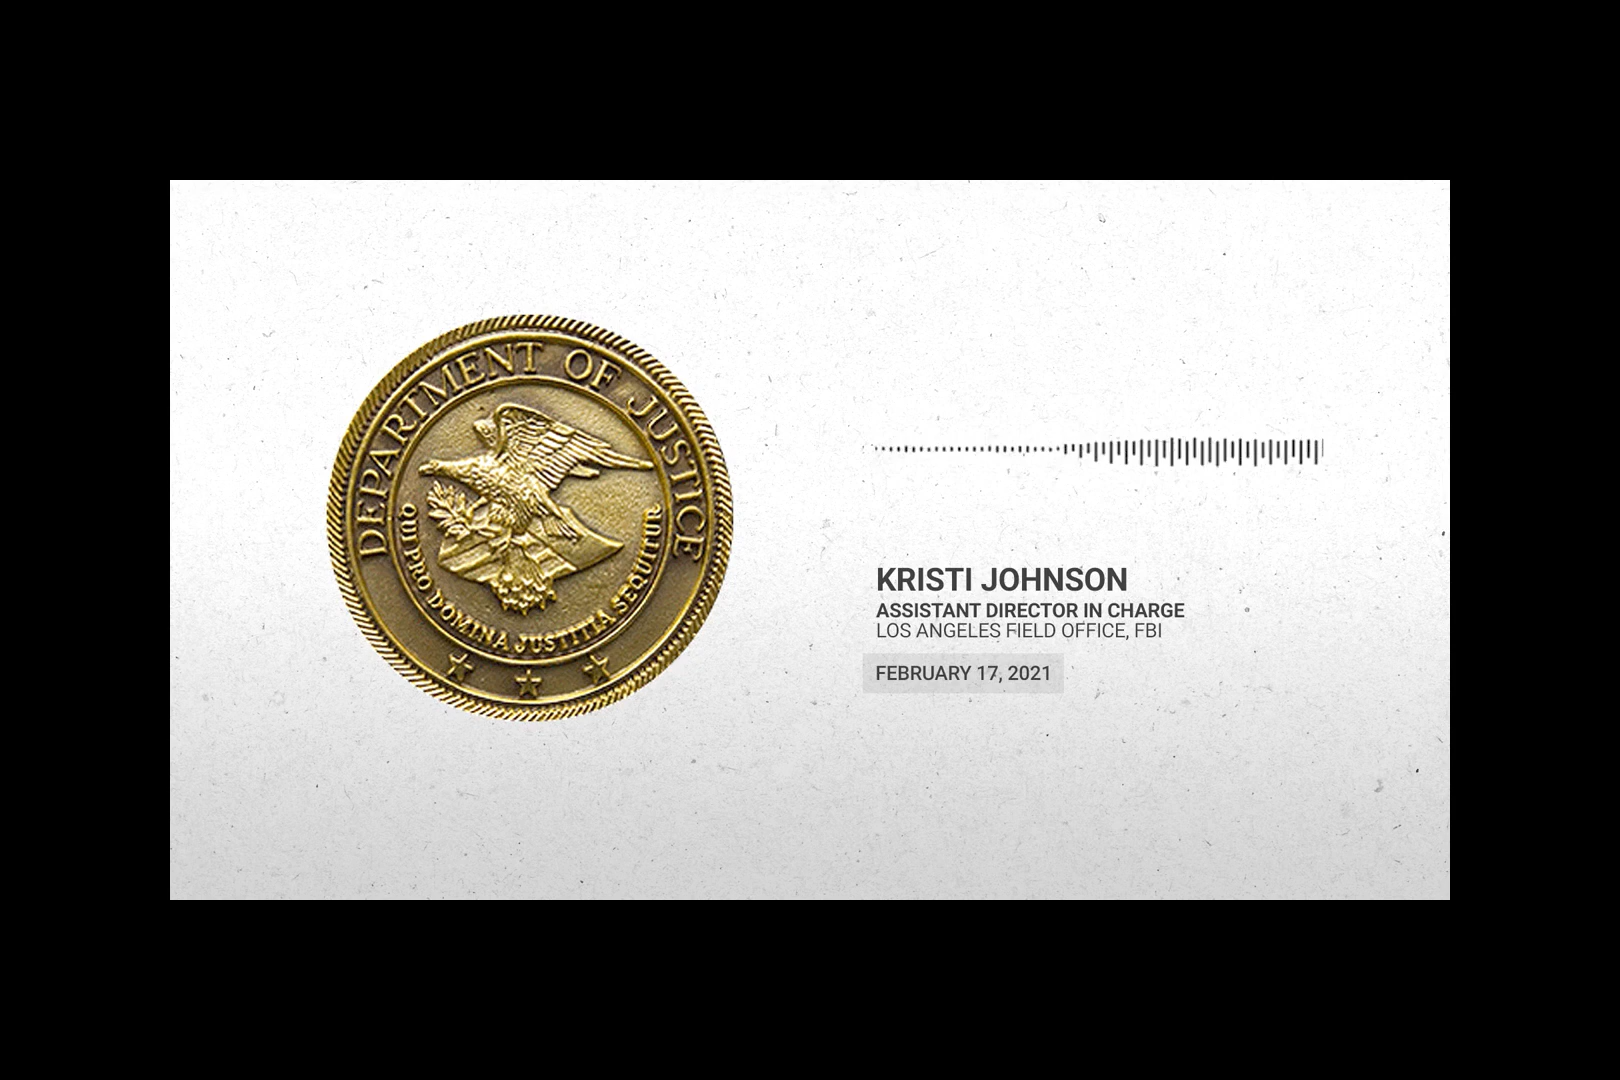 DEPARTMENT OF JUSTICE
QUI PRO DOMINA JUSTITIA SEQUITUR
KRISTI JOHNSON
ASSISTANT DIRECTOR IN CHARGE
LOS ANGELES FIELD OFFICE, FBI
FEBRUARY 17, 2021